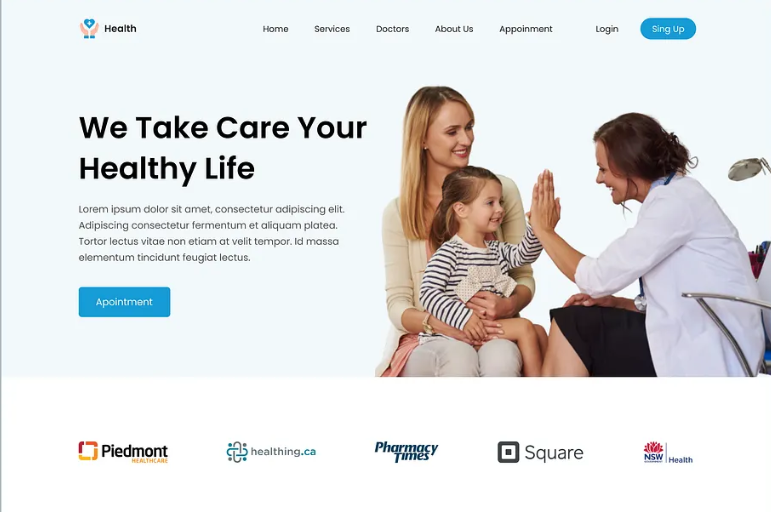 Health
Home Services Doctors About Us Appoinment Login Sing Up
We Take Care Your
Healthy Life
Lorem ipsum dolor sit amet, consectetur adipiscing elit.
Adipiscing consectetur fermentum et aliquam platea.
Tortor lectus vitae non etiam at velit tempor. Id massa
elementum tincidunt feugiat lectus.
Apointment
Piedmont
HEALTHCARE
healthing.ca
Pharmacy
Times
Square
NSW
Health